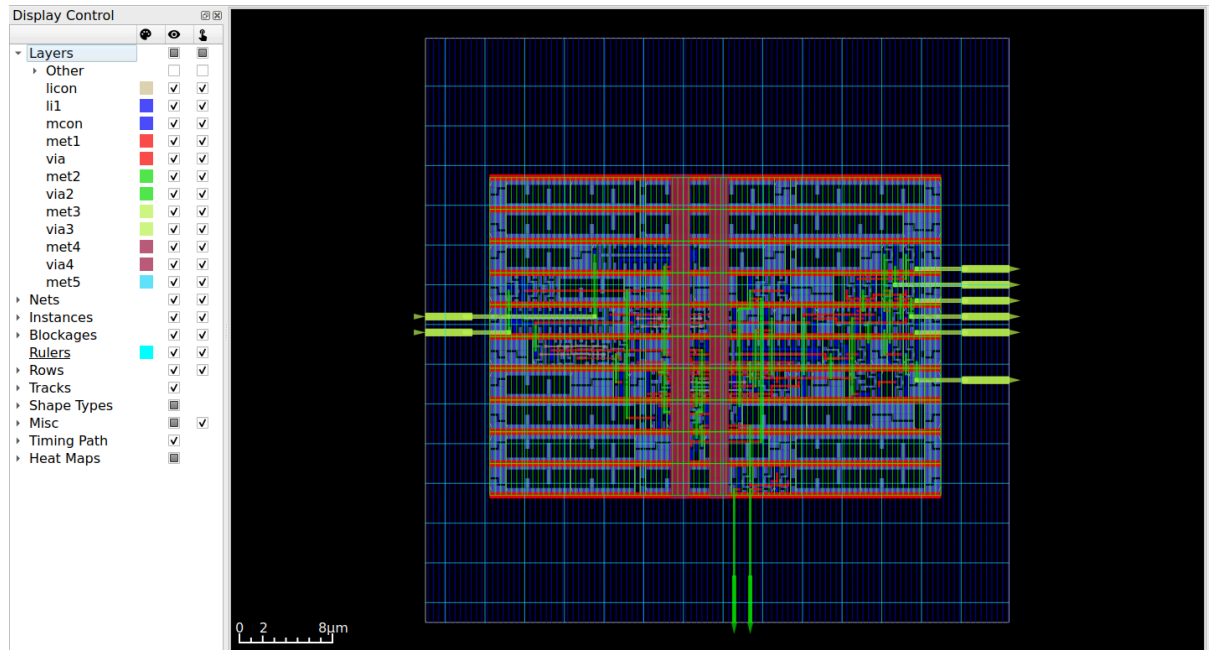 Display Control
Layers
Other
licon
li1
mcon
met1
via
met2
via2
met3
via3
met4
via4
met5
Nets
Instances
Blockages
Rulers
Rows
Tracks
Shape Types
Misc
Timing Path
Heat Maps
0 2 8μm